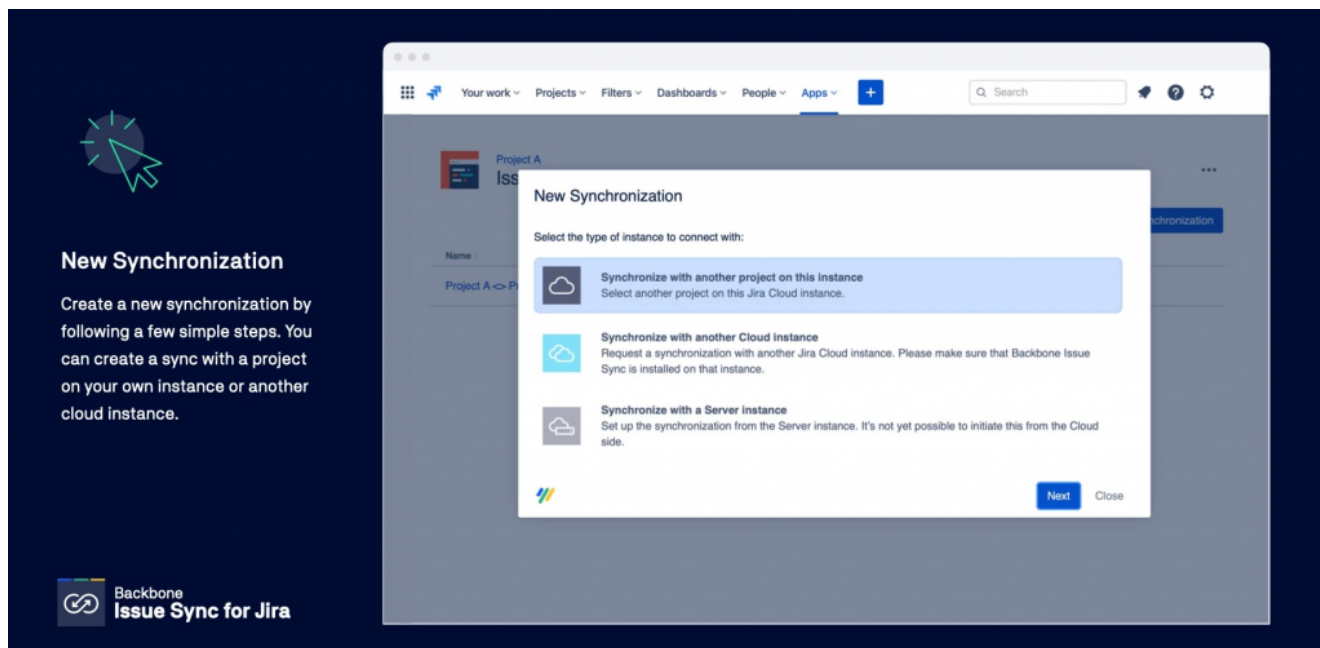 New Synchronization
Create a new synchronization by
following a few simple steps. You
can create a sync with a project
on your own instance or another
cloud instance.
Backbone
Issue Sync for Jira
Your work Projects Filters Dashboards People Apps + Search
Project A
Iss
New Synchronization
Select the type of instance to connect with:
Synchronize with another project on this instance
Select another project on this Jira Cloud instance.
Synchronize with another Cloud instance
Request a synchronization with another Jira Cloud instance. Please make sure that Backbone Issue
Sync is installed on that instance.
Synchronize with a Server instance
Set up the synchronization from the Server instance. It's not yet possible to initiate this from the Cloud
side.
Next Close
nchronization
Name
Project A <> Pr